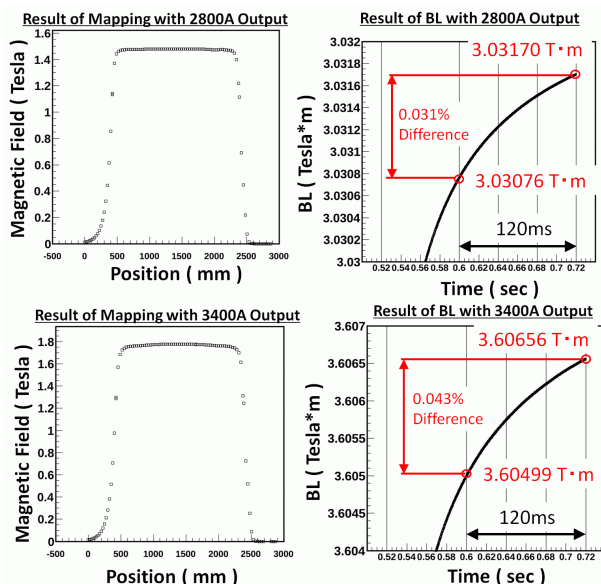 Result of Mapping with 2800A Output
Magnetic Field ( Tesla )
1.6
1.4
1.2
1
0.8
0.6
0.4
0.2
0
-500 0 500 1000 1500 2000 2500 3000
Position ( mm )
Result of BL with 2800A Output
BL ( Tesla*m )
3.032
3.0318
3.0316
3.0314
3.0312
3.031
3.0308
3.0306
3.0304
3.0302
3.03
3.03170 T・m
0.031%
Difference
3.03076 T・m
120ms
0.52 0.54 0.56 0.58 0.6 0.62 0.64 0.66 0.68 0.7 0.72
Time ( sec )
Result of Mapping with 3400A Output
Magnetic Field ( Tesla )
1.8
1.6
1.4
1.2
1
0.8
0.6
0.4
0.2
0
-500 0 500 1000 1500 2000 2500 3000
Position ( mm )
Result of BL with 3400A Output
BL ( Tesla*m )
3.607
3.6065
3.606
3.6055
3.605
3.6045
3.604
3.60656 T・m
0.043%
Difference
3.60499 T・m
120ms
0.52 0.54 0.56 0.58 0.6 0.62 0.64 0.66 0.68 0.7 0.72
Time ( sec )